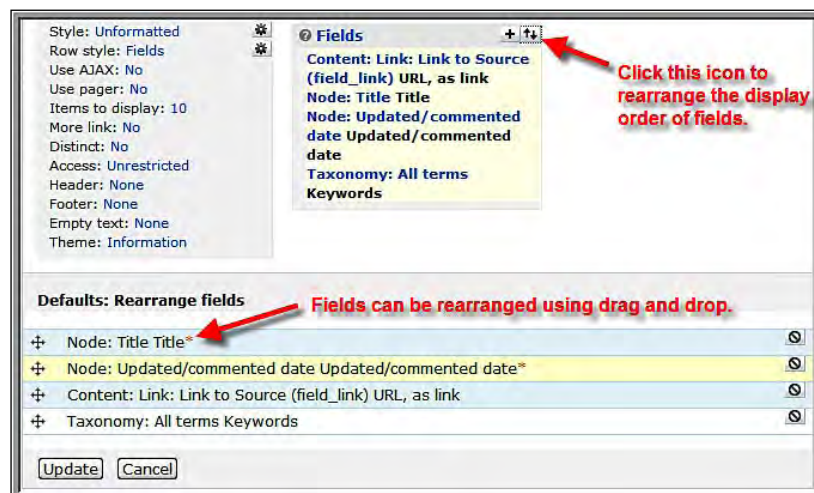 Style: Unformatted
Row style: Fields
Use AJAX: No
Use pager: No
Items to display: 10
More link: No
Distinct: No
Access: Unrestricted
Header: None
Footer: None
Empty text: None
Theme: Information
Fields
Content: Link: Link to Source
(field_link) URL, as link
Node: Title Title
Node: Updated/commented
date Updated/commented
date
Taxonomy: All terms
Keywords
Click this icon to
rearrange the display
order of fields.
Defaults: Rearrange fields
Fields can be rearranged using drag and drop.
Node: Title Title*
Node: Updated/commented date Updated/commented date*
Content: Link: Link to Source (field_link) URL, as link
Taxonomy: All terms Keywords
Update Cancel